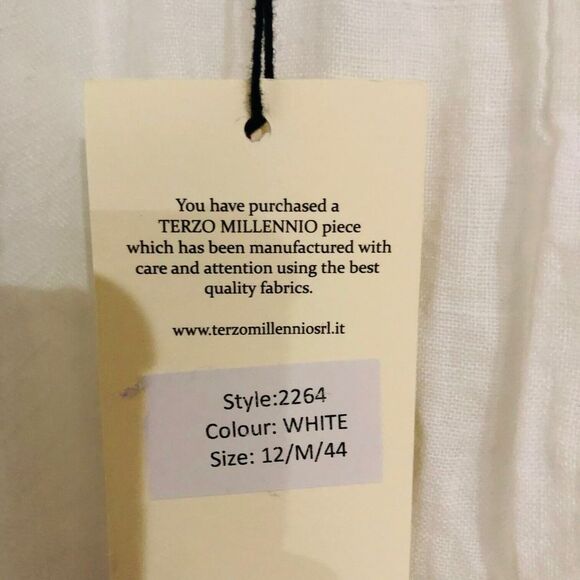 You have purchased a
TERZO MILLENNIO piece
which has been manufactured with
care and attention using the best
quality fabrics.
www.terzomillenniosrl.it
Style:2264
Colour: WHITE
Size: 12/M/44